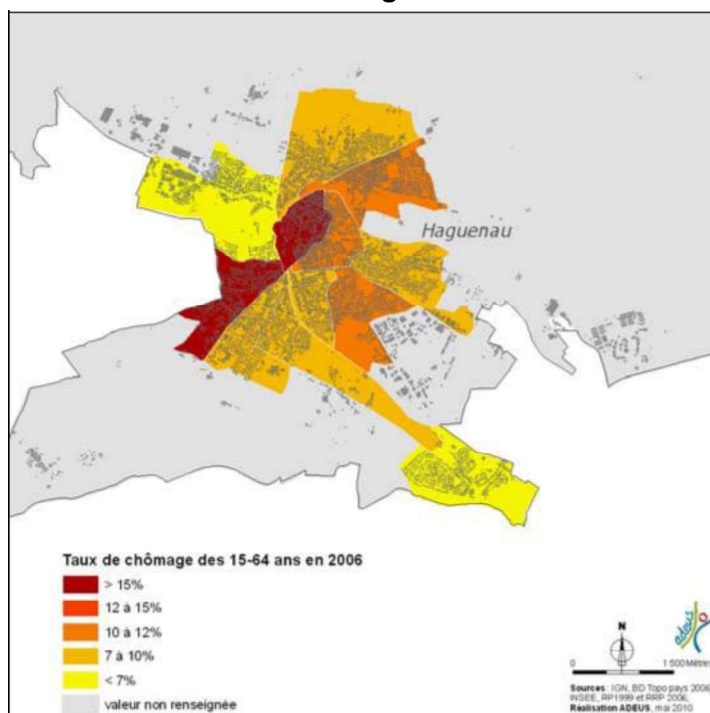 Haguenau
Taux de chômage des 15-64 ans en 2006
> 15%
12 à 15%
10 à 12%
7 à 10%
< 7%
valeur non renseignée
N
adeus
0 1 500 Mètres
Sources : IGN, BD Topo pays 2006,
INSEE, RP1999 et RRP 2006,
Réalisation ADEUS, mai 2010